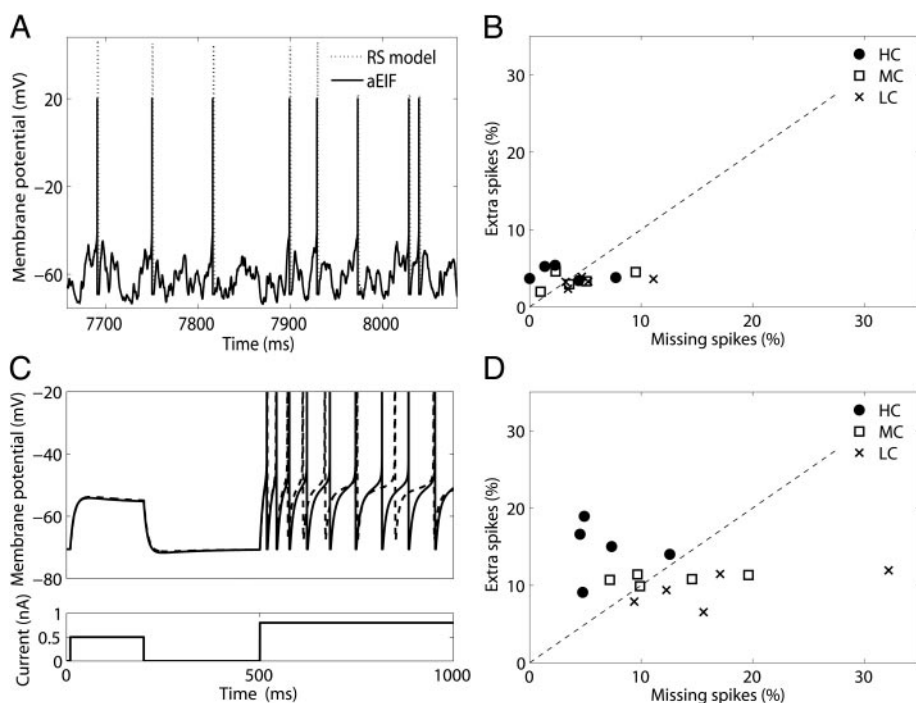 A
Membrane potential (mV)
20
−20
−60
RS model
aEIF
7700
7800
7900
8000
Time (ms)
B
Extra spikes (%)
30
20
10
0
HC
MC
LC
0
10
20
30
Missing spikes (%)
C
Membrane potential (mV)
−20
−40
−60
−80
Current (nA)
1
0.5
0
0
500
1000
Time (ms)
D
Extra spikes (%)
30
20
10
0
HC
MC
LC
0
10
20
30
Missing spikes (%)